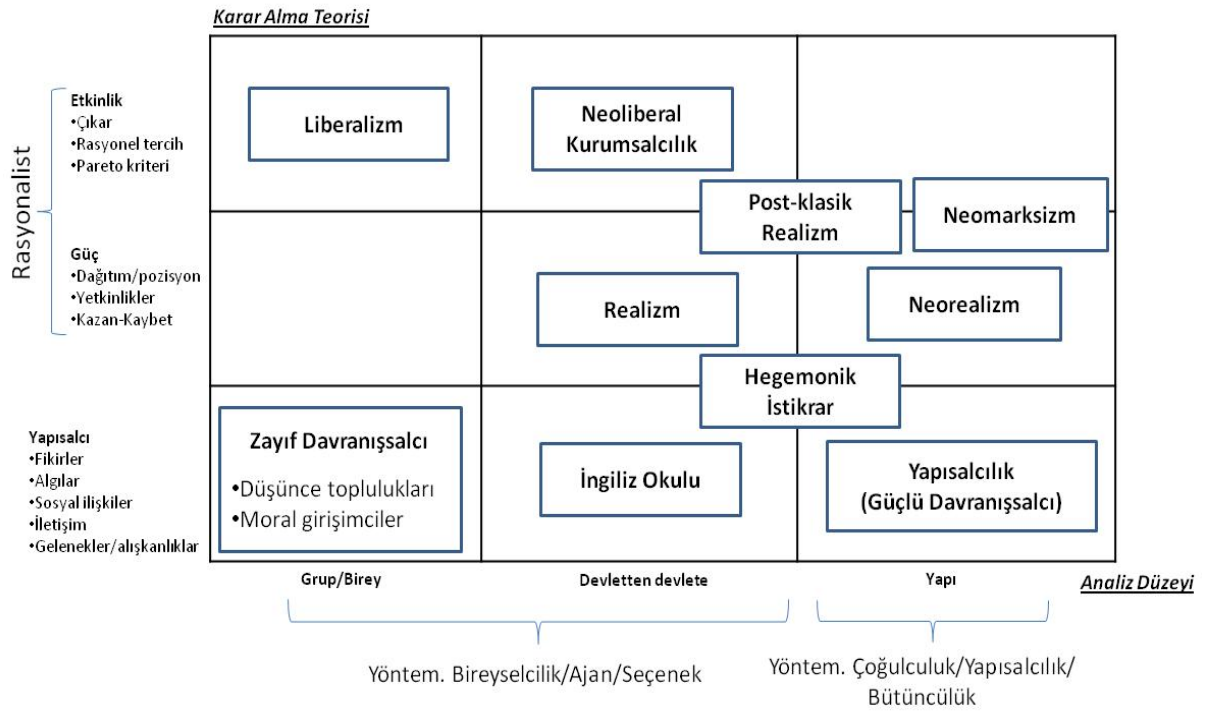 Karar Alma Teorisi
Rasyonalist
Etkinlik
•Çıkar
•Rasyonel tercih
•Pareto kriteri
Liberalizm
Neoliberal
Kurumsalcılık
Post-klasik
Realizm
Neomarksizm
Güç
•Dağıtım/pozisyon
•Yetkinlikler
•Kazan-Kaybet
Realizm
Neorealizm
Hegemonik
İstikrar
Yapısalcı
•Fikirler
•Algılar
•Sosyal ilişkiler
•İletişim
•Gelenekler/alışkanlıklar
Zayıf Davranışsalcı
•Düşünce toplulukları
•Moral girişimciler
İngiliz Okulu
Yapısalcılık
(Güçlü Davranışsalcı)
Grup/Birey
Devletten devlete
Yapı
Analiz Düzeyi
Yöntem. Bireyselcilik/Ajan/Seçenek
Yöntem. Çoğulculuk/Yapısalcılık/
Bütüncülük